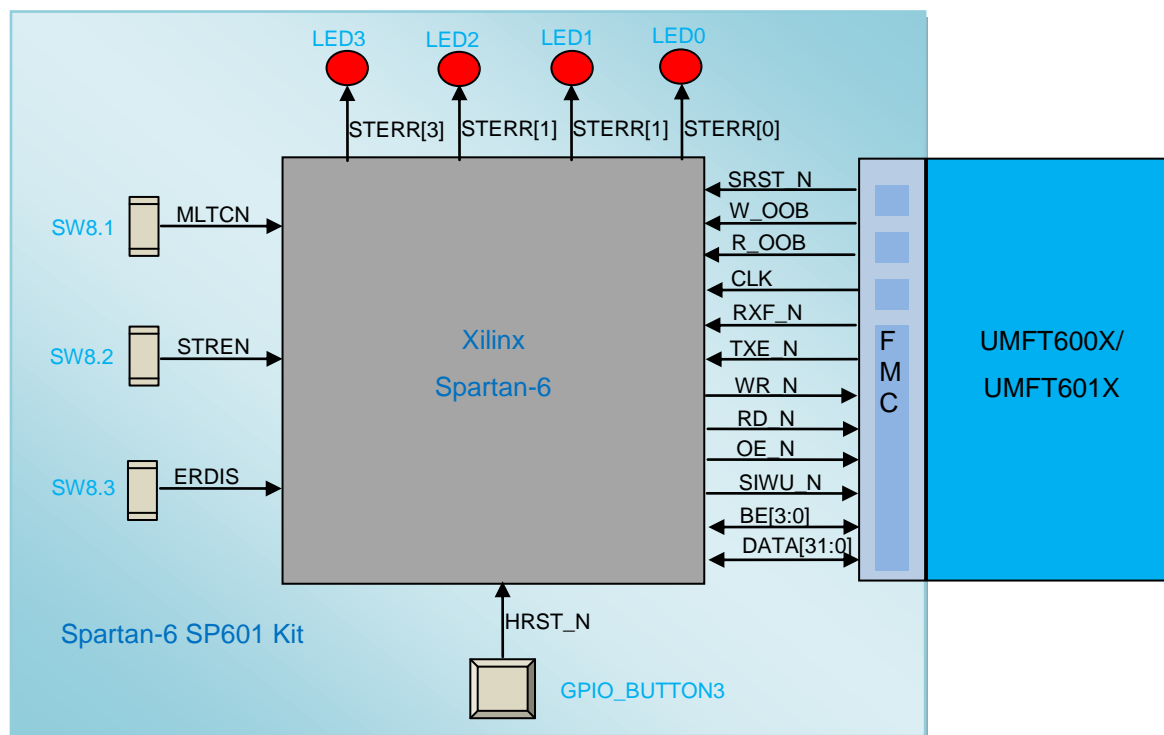 LED3
LED2
LED1
LED0
STERR[3]
STERR[1]
STERR[1]
STERR[0]
SW8.1
MLTCN
SW8.2
STREN
SW8.3
ERDIS
Xilinx
Spartan-6
SRST_N
W_OOB
R_OOB
CLK
RXF_N
TXE_N
WR_N
RD_N
OE_N
SIWU_N
BE[3:0]
DATA[31:0]
F
M
C
UMFT600X/
UMFT601X
HRST_N
GPIO_BUTTON3
Spartan-6 SP601 Kit